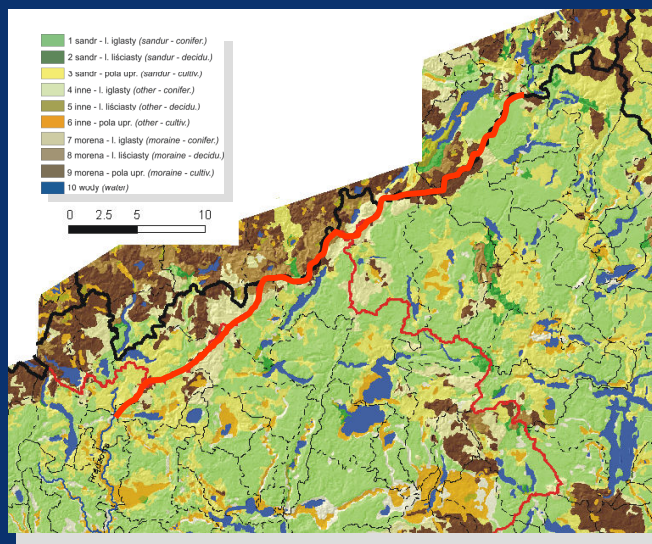 1 sandr - l. iglasty (sandur - conifer.)
2 sandr - l. liściasty (sandur - decidu.)
3 sandr - pola upr. (sandur - cultiv.)
4 inne - l. iglasty (other - conifer.)
5 inne - l. liściasty (other - decidu.)
6 inne - pola upr. (other - cultiv.)
7 morena - l. iglasty (moraine - conifer.)
8 morena - l. liściasty (moraine - decidu.)
9 morena - pola upr. (moraine - cultiv.)
10 wody (water)
0 2.5 5 10